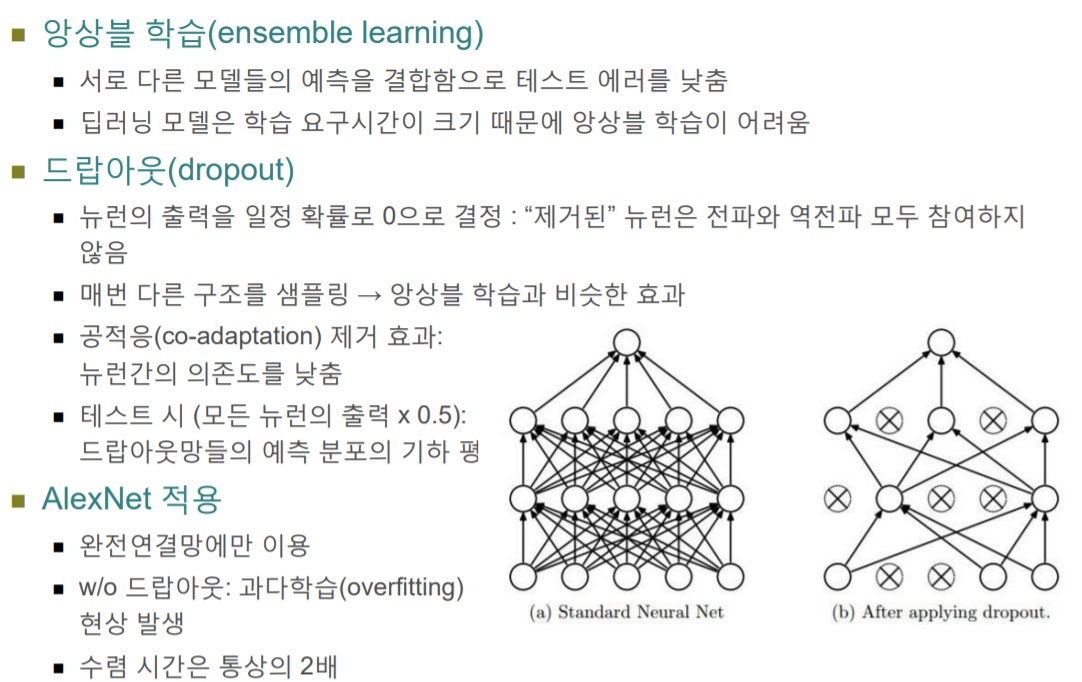 앙상블 학습(ensemble learning)
서로 다른 모델들의 예측을 결합함으로 테스트 에러를 낮춤
딥러닝 모델은 학습 요구시간이 크기 때문에 앙상블 학습이 어려움
드랍아웃(dropout)
뉴런의 출력을 일정 확률로 0으로 결정 : “제거된” 뉴런은 전파와 역전파 모두 참여하지
않음
매번 다른 구조를 샘플링 → 앙상블 학습과 비슷한 효과
공적응(co-adaptation) 제거 효과:
뉴런간의 의존도를 낮춤
테스트 시 (모든 뉴런의 출력 x 0.5):
드랍아웃망들의 예측 분포의 기하 평
AlexNet 적용
완전연결망에만 이용
w/o 드랍아웃: 과다학습(overfitting)
현상 발생
수렴 시간은 통상의 2배
(a) Standard Neural Net
(b) After applying dropout.